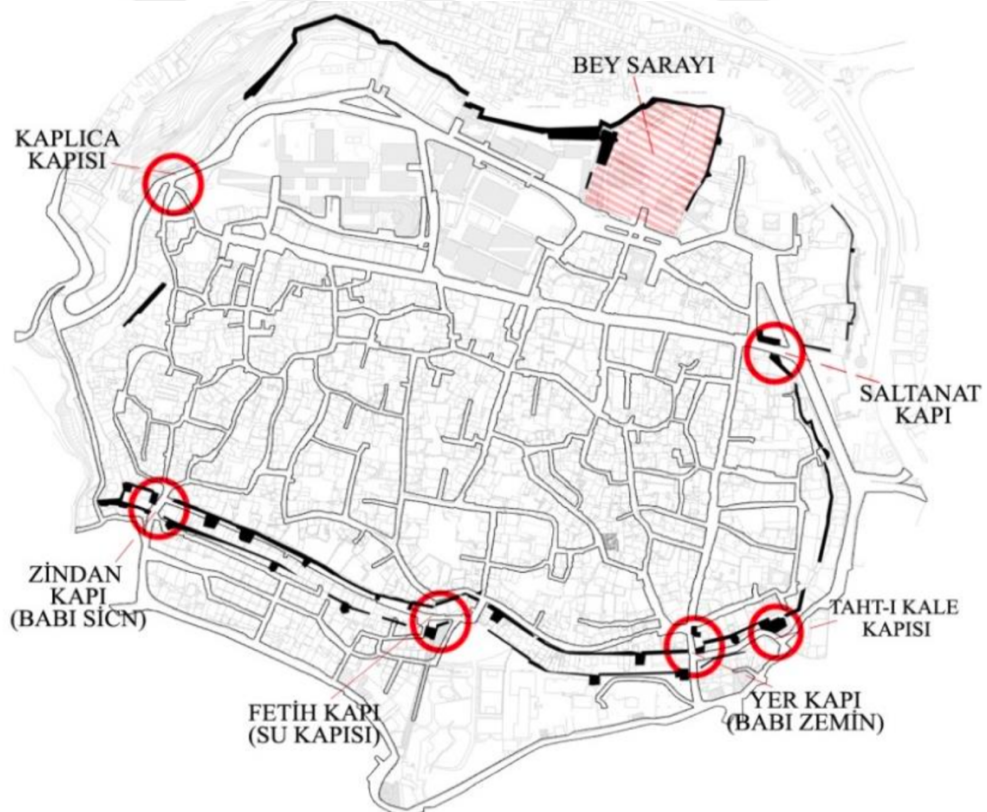 BEY SARAYI
KAPLICA
KAPISI
SALTANAT
KAPI
ZİNDAN
KAPI
(BABI SİCN)
TAHT-I KALE
KAPISI
FETİH KAPI
(SU KAPISI)
YER KAPI
(BABI ZEMİN)